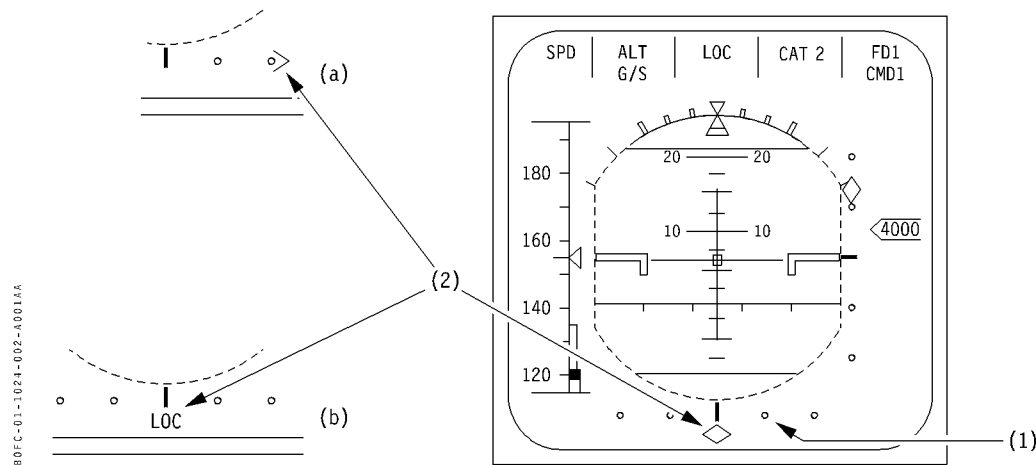 SPD ALT LOC CAT 2 FD1
G/S CMD1
(a)
20 20
180
4000
10 10
160
(2)
140
120
LOC
(b)
(1)
BOFC-01-1024-002-A001AA